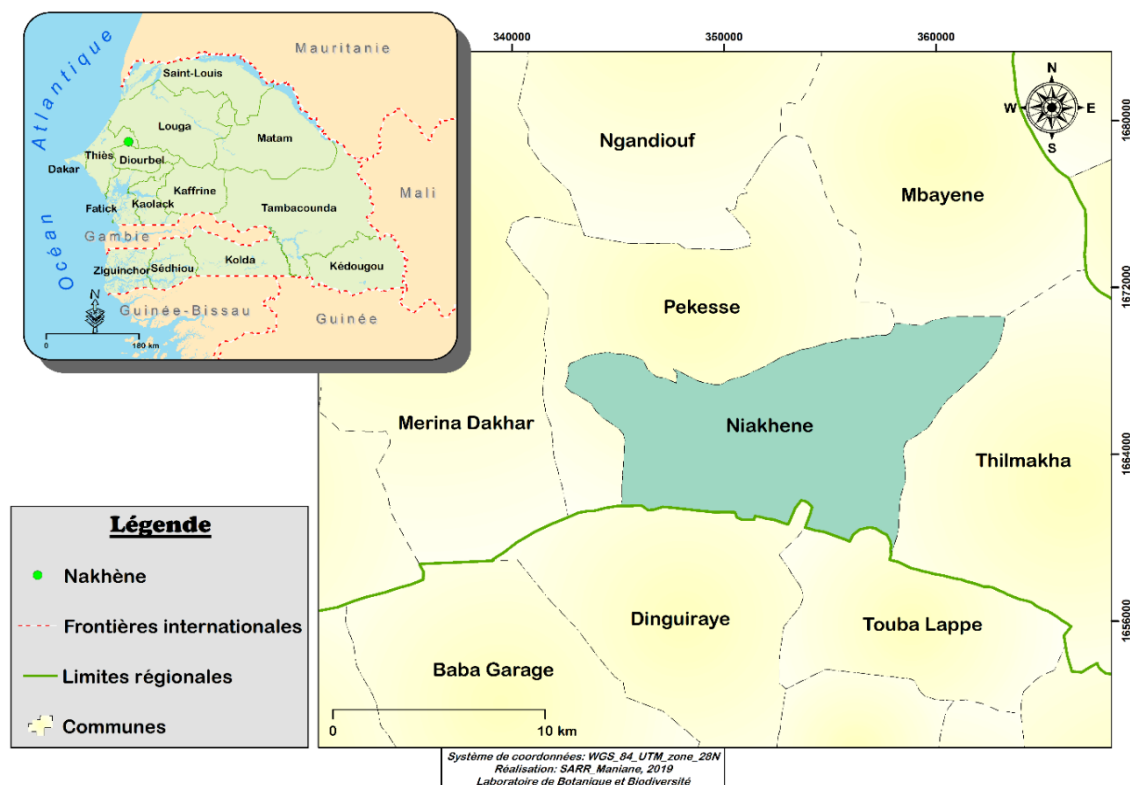 Océan Atlantique
Mauritanie
Saint-Louis
Louga
Matam
Thiès
Diourbel
Dakar
Mali
Kaffrine
Fatick
Kaolack
Tambacounda
Gambie
Ziguinchor
Sédhiou
Kolda
Kédougou
Guinée-Bissau
Guinée
N
0 180 km
340000 350000 360000
N
W E
S
1680000
1672000
1664000
1656000
Ngandiouf
Mbayene
Pekesse
Merina Dakhar
Niakhene
Thilmakha
Dinguiraye
Touba Lappe
Baba Garage
0 10 km
Légende
Nakhène
Frontières internationales
Limites régionales
Communes
Système de coordonnées: WGS_84_UTM_zone_28N
Réalisation: SARR_Maniane, 2019
Laboratoire de Botanique et Biodiversité